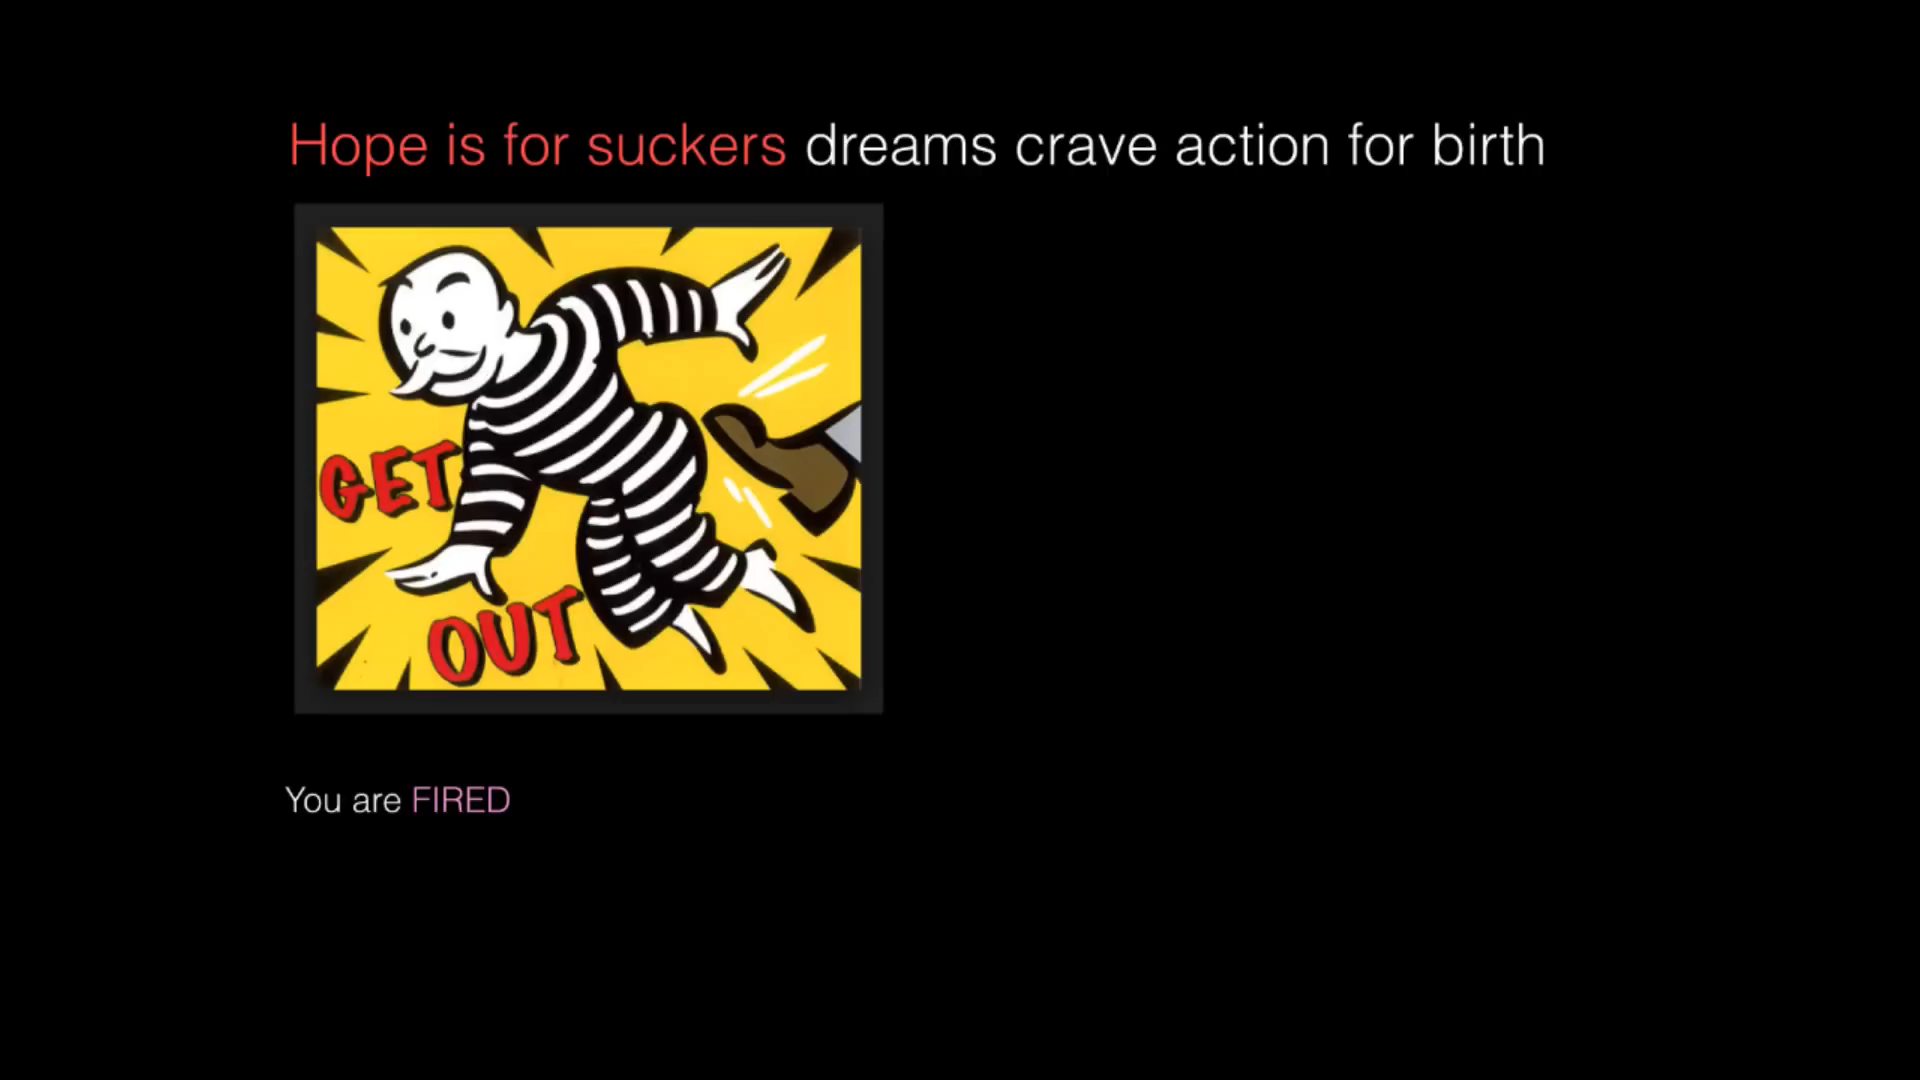 Hope is for suckers dreams crave action for birth
GET
OUT
You are FIRED